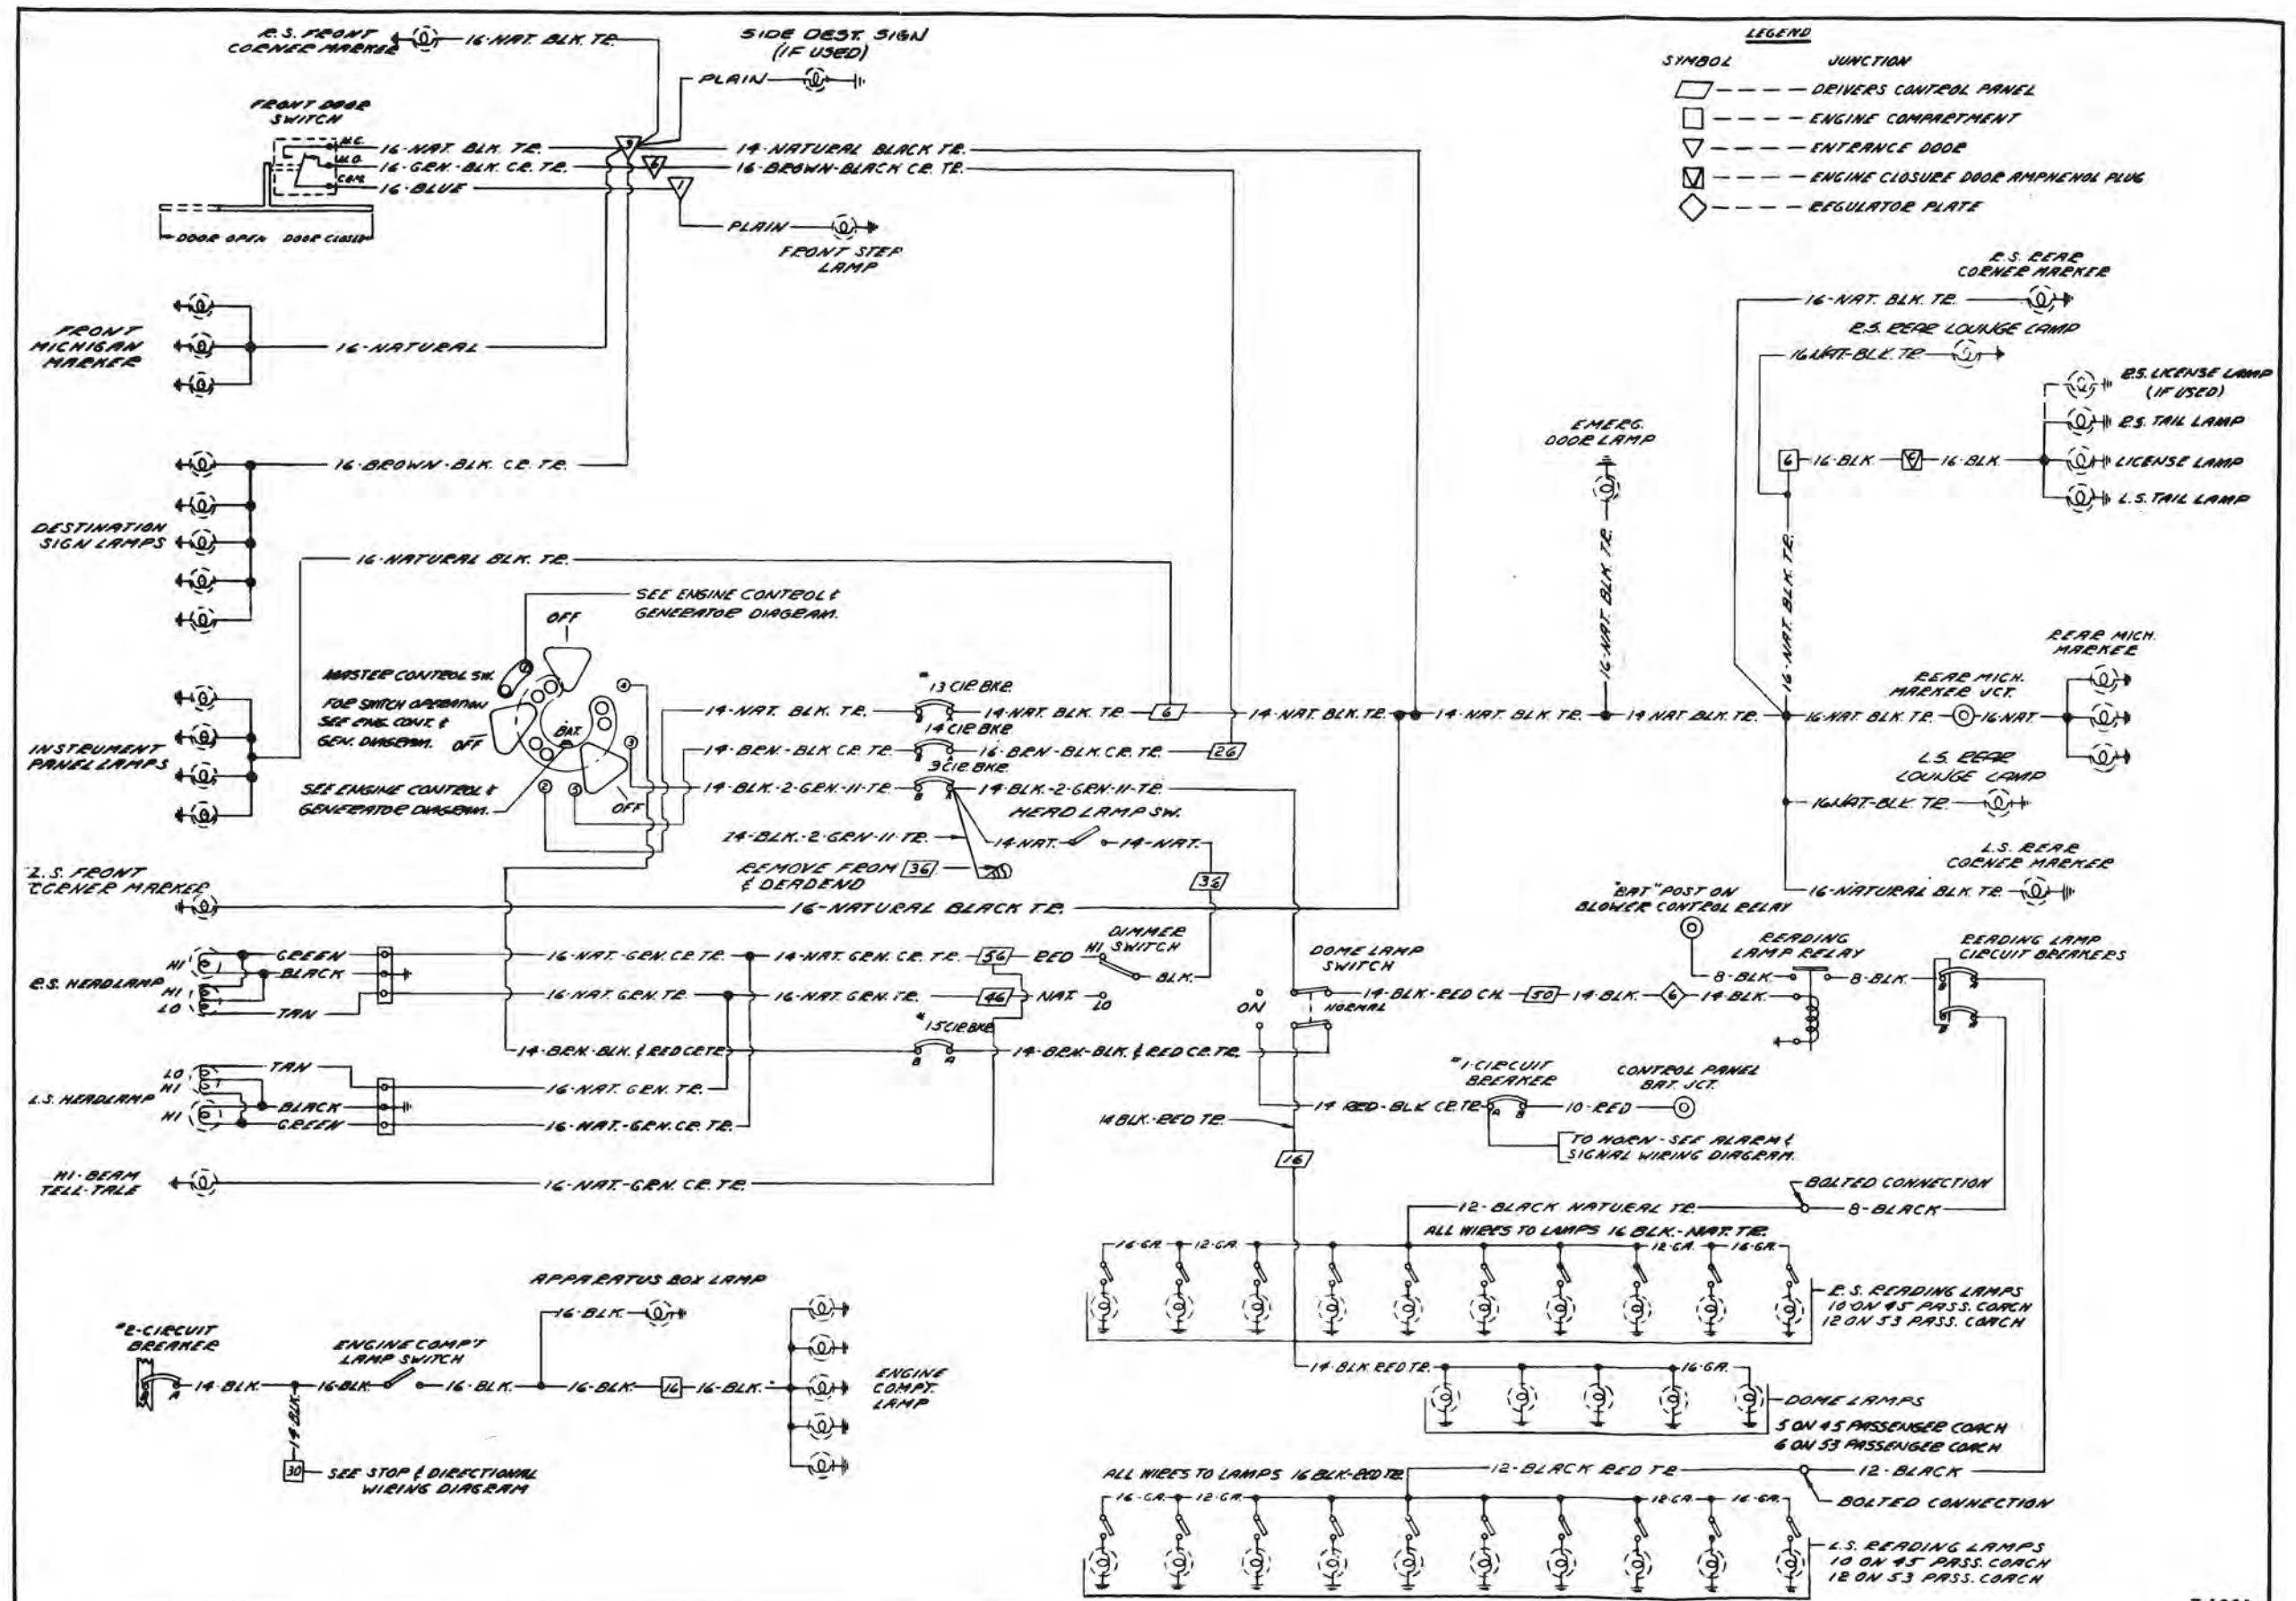 R.S. FRONT
CORNER MARKER
16-NAT. BLK. TR.
SIDE DEST. SIGN
(IF USED)
PLAIN
LEGEND
SYMBOL JUNCTION
DRIVERS CONTROL PANEL
ENGINE COMPARTMENT
ENTRANCE DOOR
ENGINE CLOSURE DOOR AMPHENOL PLUG
REGULATOR PLATE
FRONT DOOR
SWITCH
N.C.
16-NAT. BLK. TR.
14-NATURAL BLACK TR.
N.O.
16-GRN-BLK. CR. TR.
6
16-BROWN-BLACK CR. TR.
COM.
16-BLUE
1
DOOR OPEN DOOR CLOSED
PLAIN
FRONT STEP
LAMP
R.S. REAR
CORNER MARKER
16-NAT. BLK. TR.
R.S. REAR LOUNGE LAMP
16 NAT-BLK. TR.
FRONT
MICHIGAN
MARKER
16-NATURAL
R.S. LICENSE LAMP
(IF USED)
R.S. TAIL LAMP
LICENSE LAMP
L.S. TAIL LAMP
EMERG.
DOOR LAMP
6
16-BLK
16-BLK
16-NAT. BLK TR.
16-NAT. BLK TR.
16-BROWN-BLK. CR. TR.
DESTINATION
SIGN LAMPS
16-NATURAL BLK. TR.
SEE ENGINE CONTROL &
GENERATOR DIAGRAM.
OFF
MASTER CONTROL SW.
FOR SWITCH OPERATION
SEE ENG. CONT. &
GEN. DIAGRAM.
OFF
BAT.
4
3
2
5
OFF
SEE ENGINE CONTROL &
GENERATOR DIAGRAM.
INSTRUMENT
PANEL LAMPS
#13 CIR. BKR.
14-NAT. BLK. TR.
14-NAT. BLK. TR
6
14-NAT. BLK. TR.
14-NAT. BLK. TR.
14-NAT BLK. TR.
16-NAT BLK. TR.
16-NAT.
REAR MICH.
MARKER JCT.
REAR MICH.
MARKER
14 CIR BKR
14-BRN-BLK CR. TR.
16-BRN-BLK. CR. TR.
26
9 CIR. BKR.
14-BLK-2-GRN-11-TR.
B A
14-BLK-2-GRN-11-TR.
HEAD LAMP SW.
14-BLK.-2-GRN-11-TR.
14-NAT.
14-NAT.
REMOVE FROM 36
& DEADEND
36
L.S. REAR
LOUNGE LAMP
16 NAT-BLK TR.
L.S. REAR
CORNER MARKER
16-NATURAL BLK TR.
L.S. FRONT
CORNER MARKER
16-NATURAL BLACK TR.
"BAT" POST ON
BLOWER CONTROL RELAY
READING
LAMP RELAY
READING LAMP
CIRCUIT BREAKERS
8-BLK
8-BLK
R.S. HEADLAMP
HI
HI
LO
GREEN
BLACK
TAN
16-NAT-GRN. CR. TR.
14-NAT. GRN. CR. TR.
56
RED
DIMMER
SWITCH
HI
BLK.
16-NAT GRN. TR.
16-NAT. GRN. TR.
46
NAT.
LO
DOME LAMP
SWITCH
ON
NORMAL
14-BLK-RED CH.
50
14-BLK.
6
14-BLK.
#15 CIR BKR
14-BRN-BLK. & RED CR TR
B A
14-BRN-BLK & RED CR. TR.
L.S. HEADLAMP
LO
HI
HI
TAN
BLACK
GREEN
16-NAT. GRN. TR.
16-NAT.-GRN. CR. TR.
#1-CIRCUIT
BREAKER
CONTROL PANEL
BAT. JCT.
14 RED-BLK CR. TR.
A B
10-RED
TO HORN-SEE ALARM &
SIGNAL WIRING DIAGRAM.
14 BLK.-RED TR.
16
HI-BEAM
TELL-TALE
16-NAT.-GRN. CR. TR.
BOLTED CONNECTION
12-BLACK NATURAL TR.
8-BLACK
ALL WIRES TO LAMPS 16 BLK.-NAT. TR.
16-GA. 12-GA. 12-GA. 16-GA.
R.S. READING LAMPS
10 ON 45 PASS. COACH
12 ON 53 PASS. COACH
APPARATUS BOX LAMP
16-BLK.
#2-CIRCUIT
BREAKER
B A
14-BLK.
ENGINE COMP'T
LAMP SWITCH
16-BLK
16-BLK.
16-BLK
16
16-BLK.
ENGINE
COMPT.
LAMP
14-BLK.
30
SEE STOP & DIRECTIONAL
WIRING DIAGRAM
14-BLK RED TR.
16-GA.
DOME LAMPS
5 ON 45 PASSENGER COACH
6 ON 53 PASSENGER COACH
ALL WIRES TO LAMPS 16 BLK-RED TR
12-BLACK RED TR
12-BLACK
BOLTED CONNECTION
16-GA. 12-GA. 12-GA. 16-GA.
L.S. READING LAMPS
10 ON 45 PASS. COACH
12 ON 53 PASS. COACH